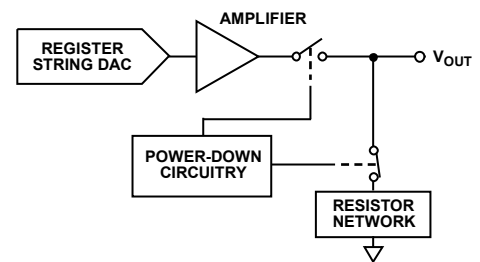 AMPLIFIER
REGISTER
STRING DAC
VOUT
POWER-DOWN
CIRCUITRY
RESISTOR
NETWORK